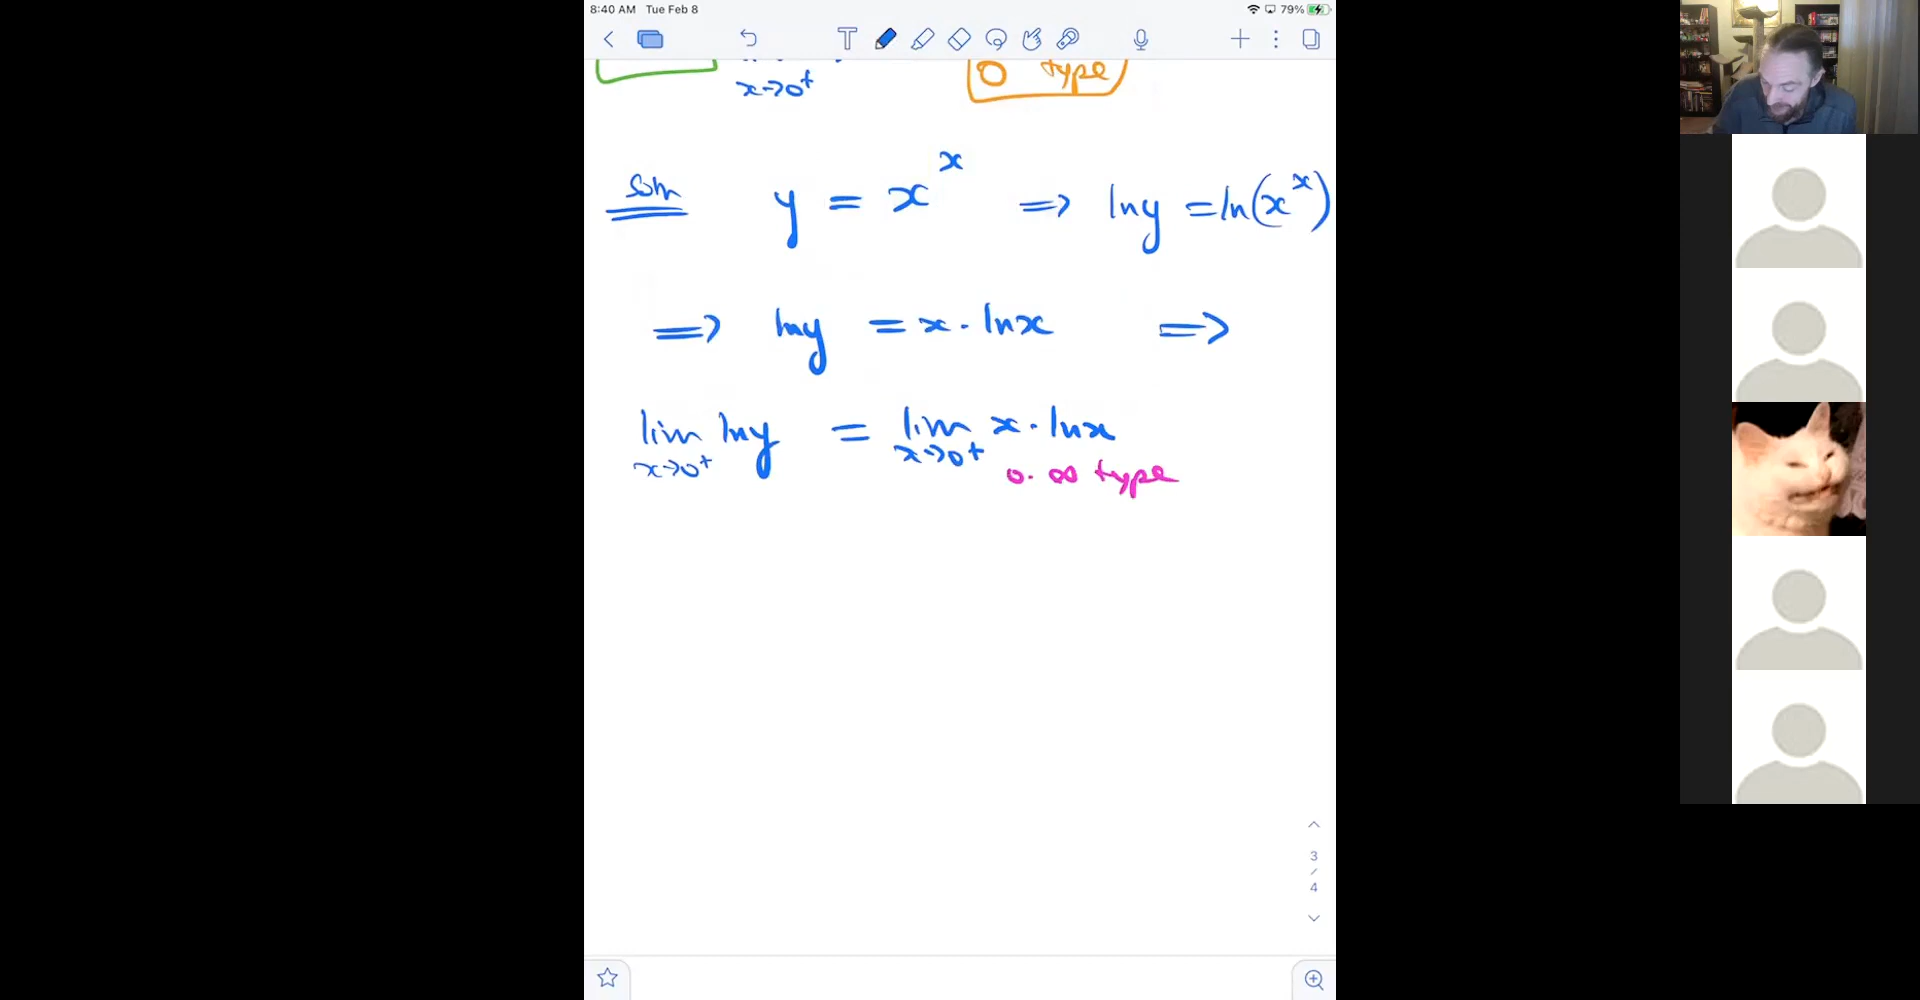 8:40 AM Tue Feb 8 79%
x→0⁺ 0 type
soln y = x^x ⇒ ln y = ln(x^x)
⇒ ln y = x · ln x ⇒
lim ln y = lim x · ln x
x→0⁺ x→0⁺ 0·∞ type
3
/
4